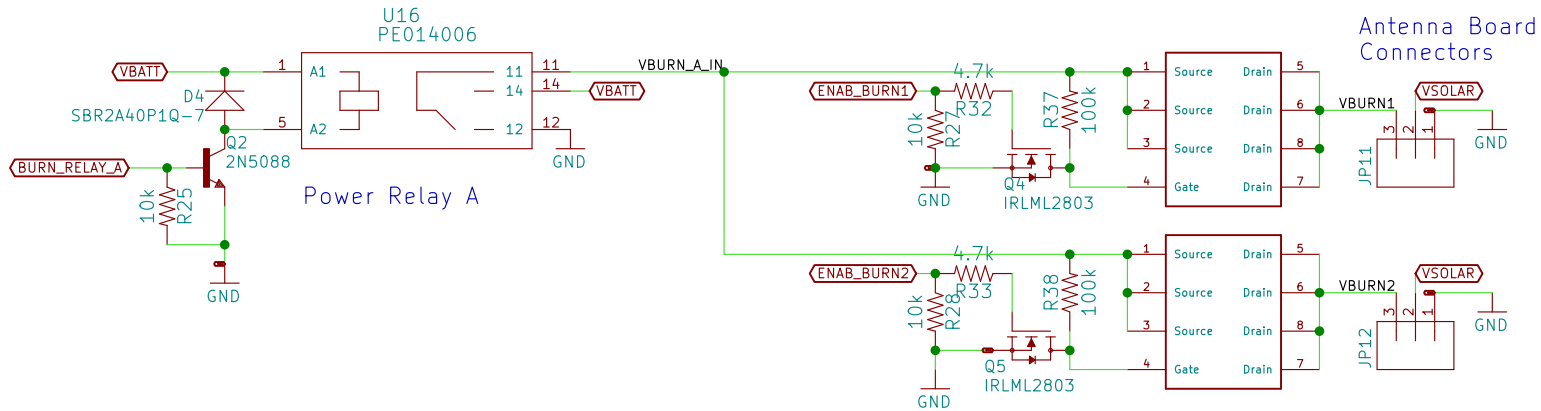 U16
PE014006
Antenna Board
Connectors
VBATT
1
A1
11
11
VBURN_A_IN
14
14
VBATT
D4
SBR2A40P1Q-7
5
A2
12
12
GND
Q2
2N5088
BURN_RELAY_A
10k
R25
GND
Power Relay A
ENAB_BURN1
4.7k
R32
10k
R27
GND
Q4
IRLML2803
R37
100k
1
Source
Drain
5
2
Source
Drain
6
3
Source
Drain
8
4
Gate
Drain
7
VBURN1
VSOLAR
3
2
1
GND
JP11
ENAB_BURN2
4.7k
R33
10k
R28
GND
Q5
IRLML2803
R38
100k
1
Source
Drain
5
2
Source
Drain
6
3
Source
Drain
8
4
Gate
Drain
7
VBURN2
VSOLAR
3
2
1
GND
JP12